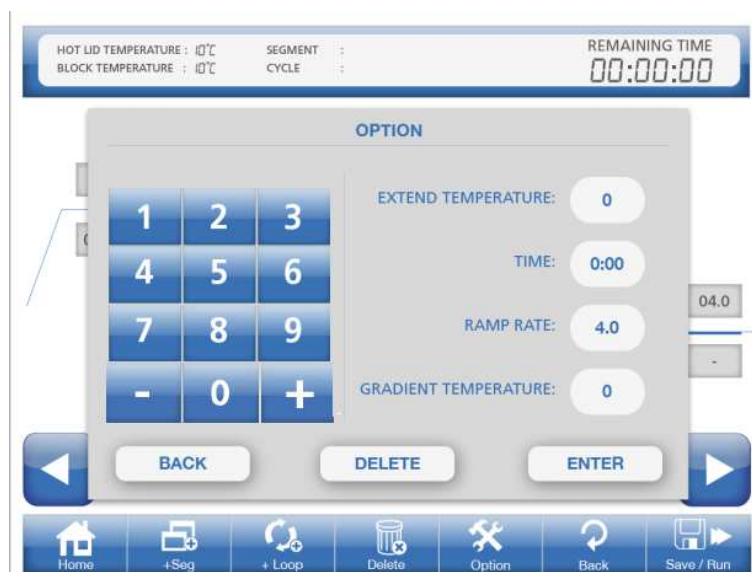 HOT LID TEMPERATURE : 10°C SEGMENT : REMAINING TIME
BLOCK TEMPERATURE : 10°C CYCLE : 00:00:00
OPTION
1 2 3
4 5 6
7 8 9
- 0 +
EXTEND TEMPERATURE: 0
TIME: 0:00
RAMP RATE: 4.0
GRADIENT TEMPERATURE: 0
04.0
-
BACK DELETE ENTER
Home +Seg + Loop Delete Option Back Save / Run